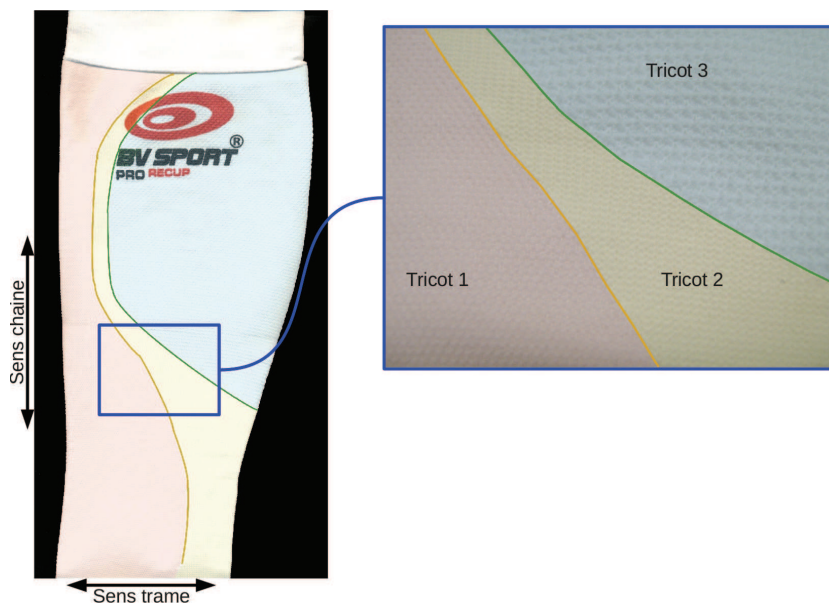 BV SPORT®
PRO RECUP
Sens chaine
Sens trame
Tricot 3
Tricot 1
Tricot 2